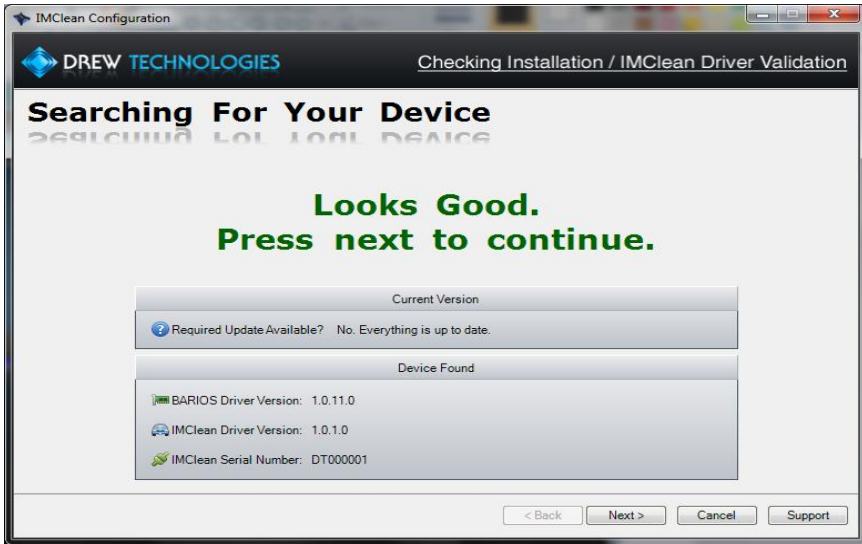 IMClean Configuration
DREW TECHNOLOGIES
Checking Installation / IMClean Driver Validation
Searching For Your Device
Looks Good.
Press next to continue.
Current Version
Required Update Available? No. Everything is up to date.
Device Found
BARIOS Driver Version: 1.0.11.0
IMClean Driver Version: 1.0.1.0
IMClean Serial Number: DT000001
< Back Next > Cancel Support